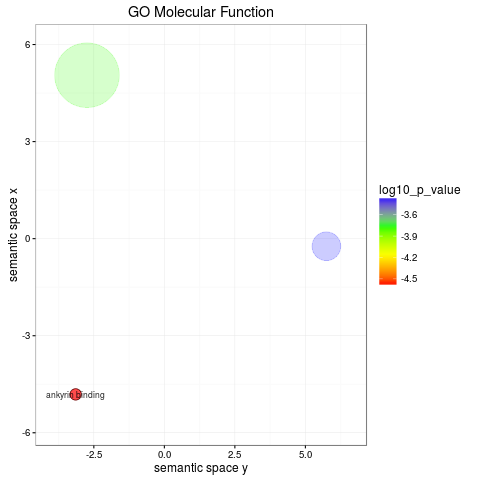 GO Molecular Function
6
3
0
-3
-6
semantic space x
ankyrin binding
-2.5 0.0 2.5 5.0
semantic space y
log10_p_value
-3.6
-3.9
-4.2
-4.5